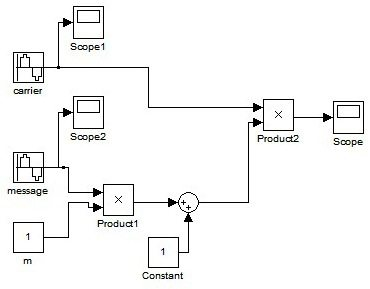 Scope1
carrier
Scope2
×
Product2
Scope
message
×
Product1
+
+
1
m
1
Constant